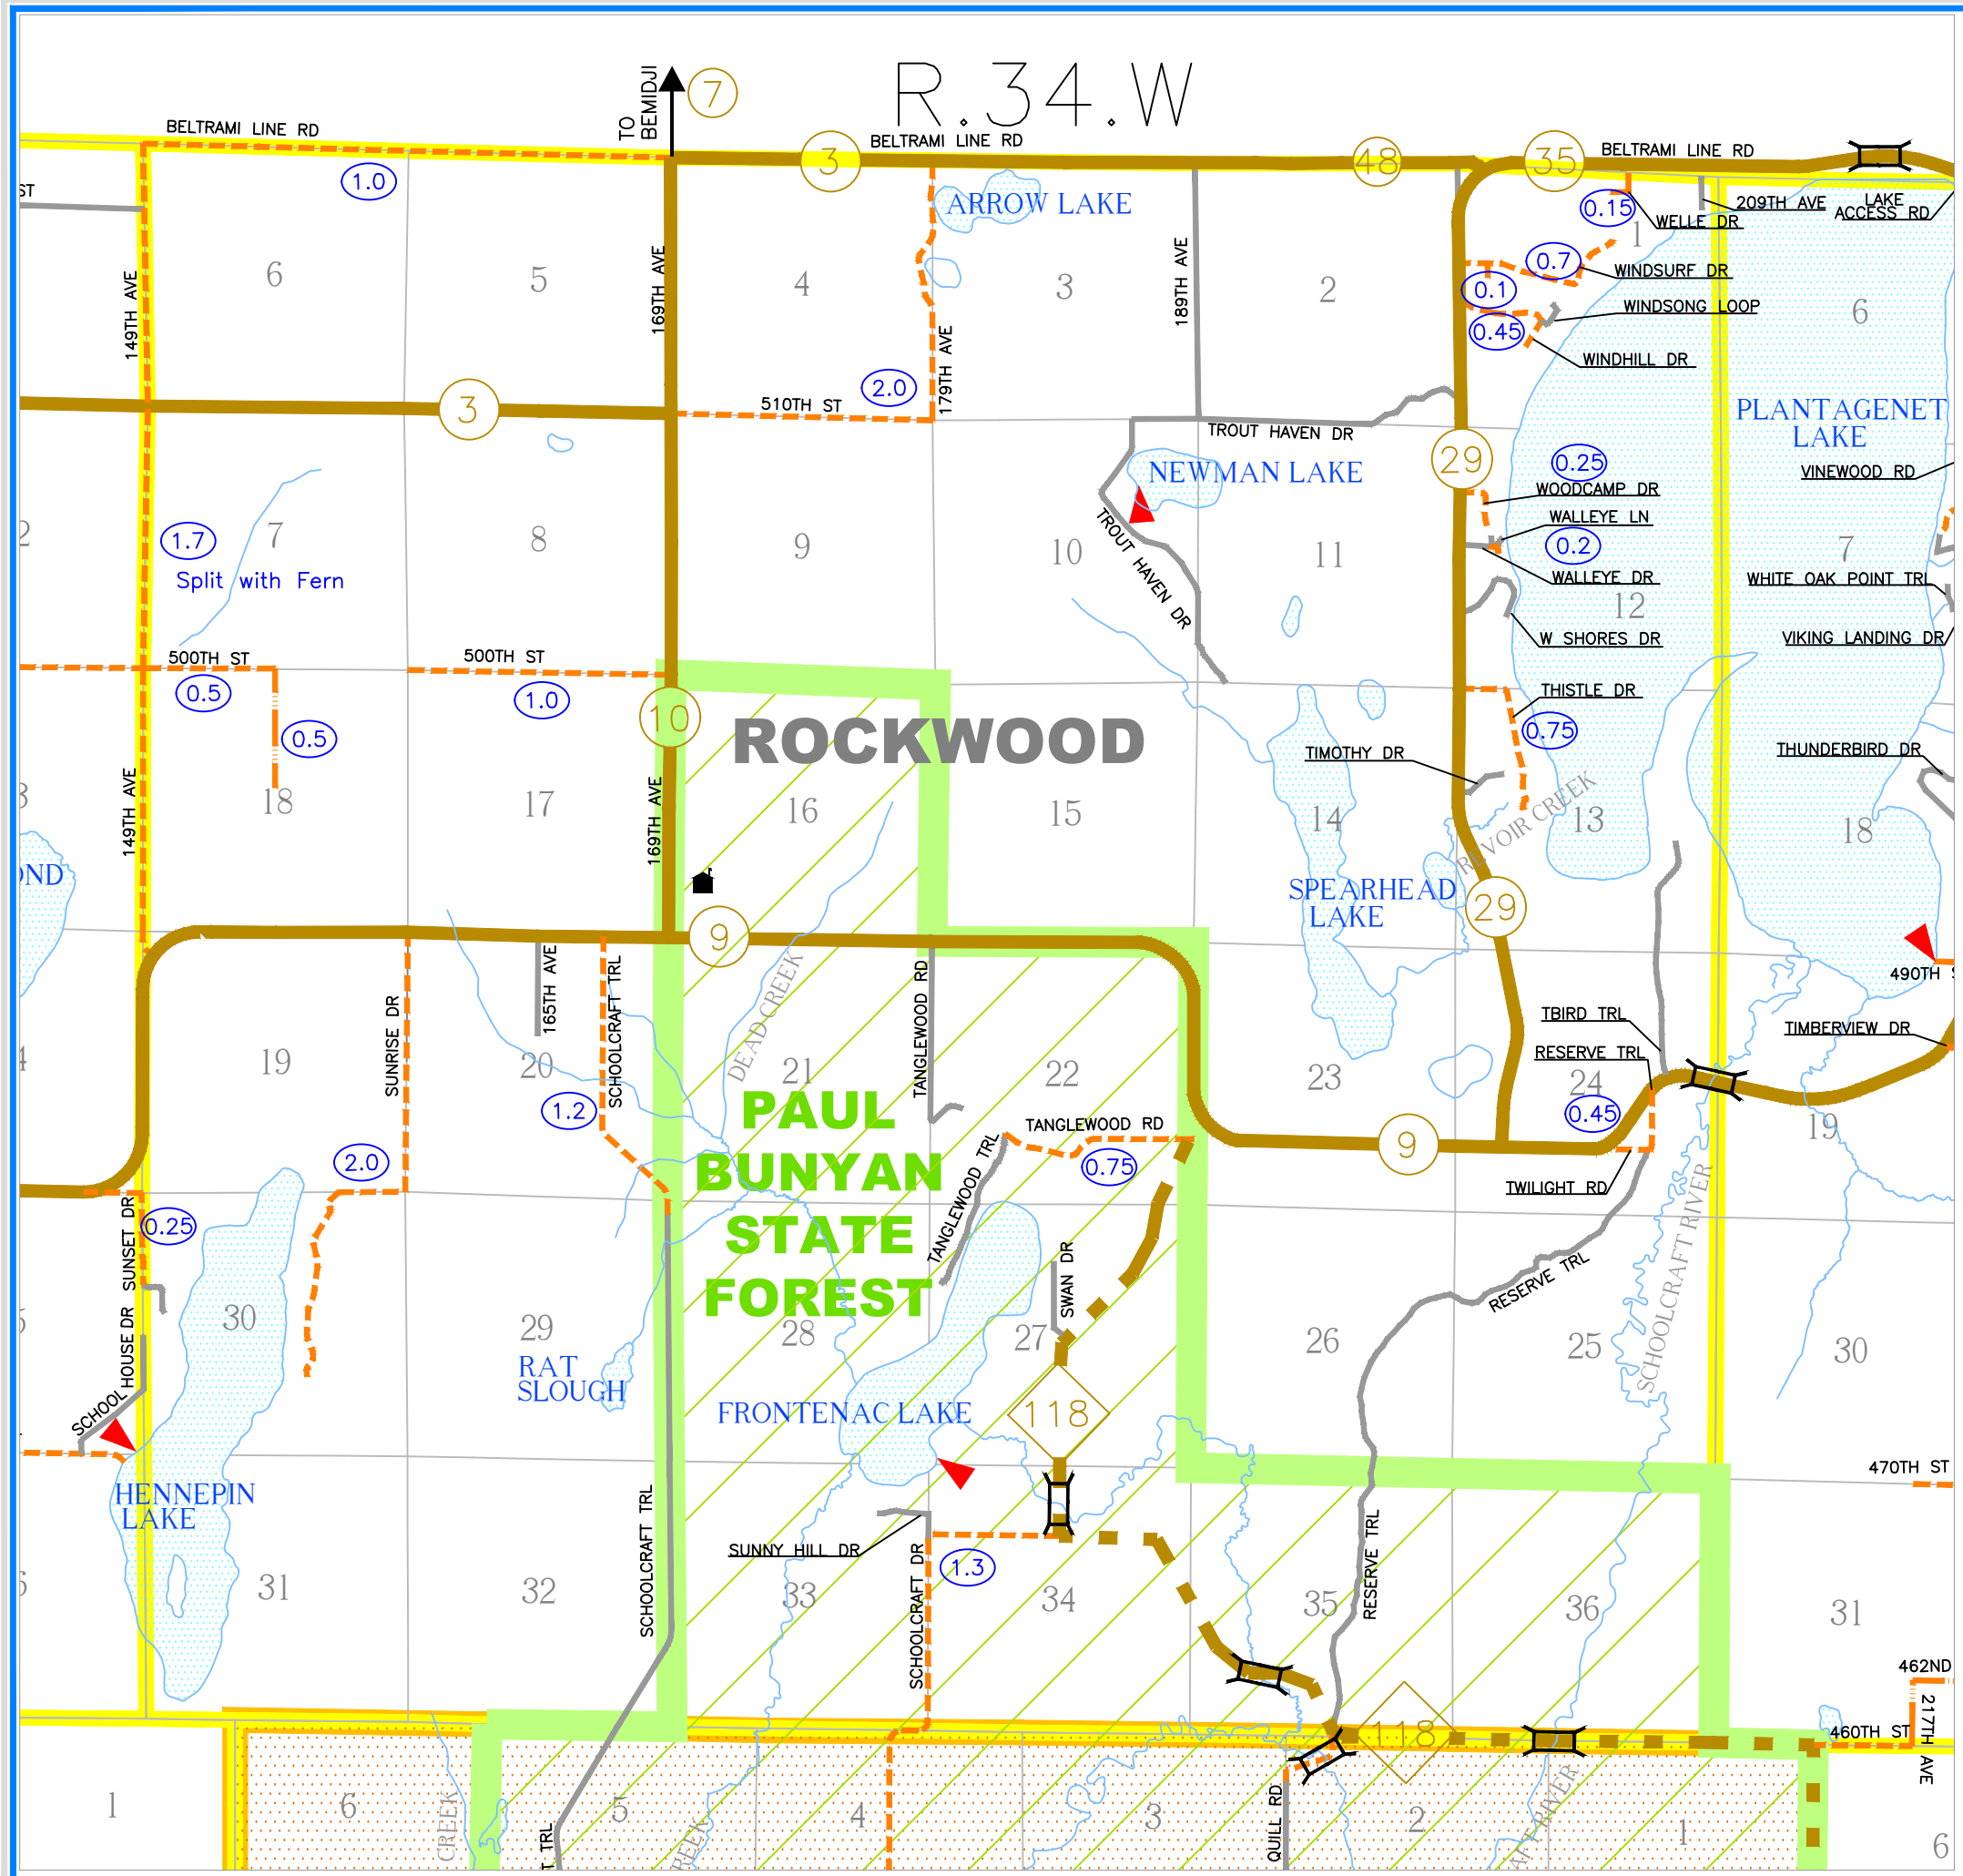 R.34.W
TO
BEMIDJI
7
BELTRAMI LINE RD
BELTRAMI LINE RD
BELTRAMI LINE RD
3
48
35
1.0
ST
ARROW LAKE
0.15
209TH AVE
LAKE
ACCESS RD
WELLE DR
1
149TH AVE
6
5
169TH AVE
4
3
189TH AVE
2
0.7
WINDSURF DR
0.1
WINDSONG LOOP
6
0.45
WINDHILL DR
179TH AVE
2.0
510TH ST
3
PLANTAGENET
LAKE
TROUT HAVEN DR
NEWMAN LAKE
29
0.25
VINEWOOD RD
WOODCAMP DR
WALLEYE LN
0.2
WALLEYE DR
2
1.7
7
Split with Fern
8
9
10
TROUT HAVEN DR
11
12
7
WHITE OAK POINT TRL
W SHORES DR
VIKING LANDING DR
500TH ST
0.5
500TH ST
1.0
0.5
10
ROCKWOOD
THISTLE DR
0.75
TIMOTHY DR
THUNDERBIRD DR
149TH AVE
18
17
169TH AVE
16
15
14
REVOIR CREEK
13
18
OND
SPEARHEAD
LAKE
29
9
490TH
165TH AVE
SCHOOLCRAFT TRL
DEAD CREEK
TANGLEWOOD RD
SUNRISE DR
TBIRD TRL
RESERVE TRL
TIMBERVIEW DR
19
20
21
22
23
24
19
1.2
0.45
PAUL
BUNYAN
STATE
FOREST
TANGLEWOOD RD
0.75
9
2.0
TANGLEWOOD TRL
TWILIGHT RD
0.25
SUNSET DR
SWAN DR
RESERVE TRL
SCHOOLCRAFT RIVER
SCHOOL HOUSE DR
30
29
28
27
26
25
30
RAT
SLOUGH
FRONTENAC LAKE
118
HENNEPIN
LAKE
470TH ST
SCHOOLCRAFT TRL
SUNNY HILL DR
SCHOOLCRAFT DR
1.3
RESERVE TRL
31
32
33
34
35
36
31
462ND
217TH AVE
118
460TH ST
1
6
CREEK
5
4
3
QUILL RD
2
1
6